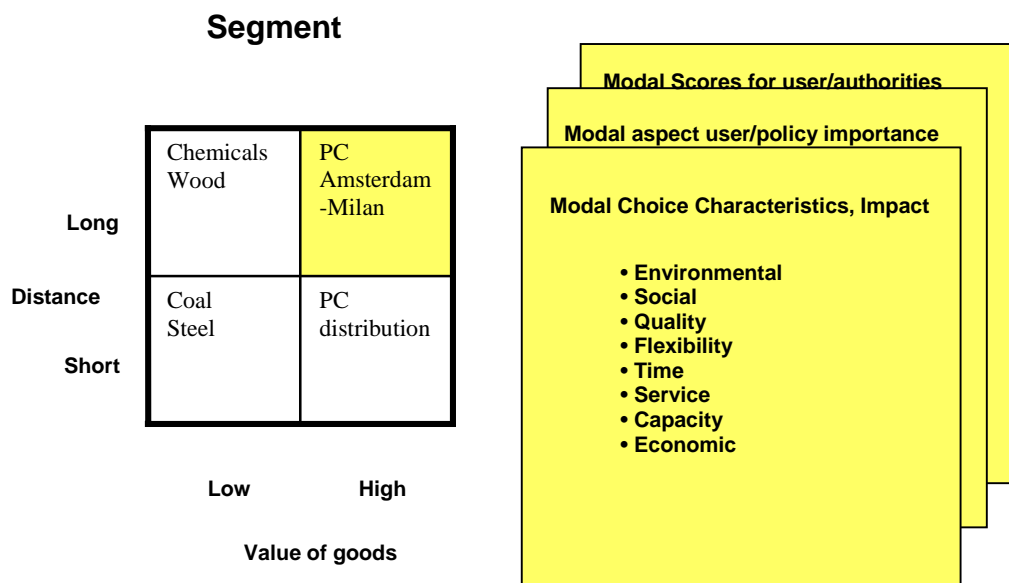 Segment
Chemicals
Wood
PC
Amsterdam
-Milan
Long
Distance
Coal
Steel
PC
distribution
Short
Low
High
Value of goods
Modal Scores for user/authorities
Modal aspect user/policy importance
Modal Choice Characteristics, Impact
• Environmental
• Social
• Quality
• Flexibility
• Time
• Service
• Capacity
• Economic